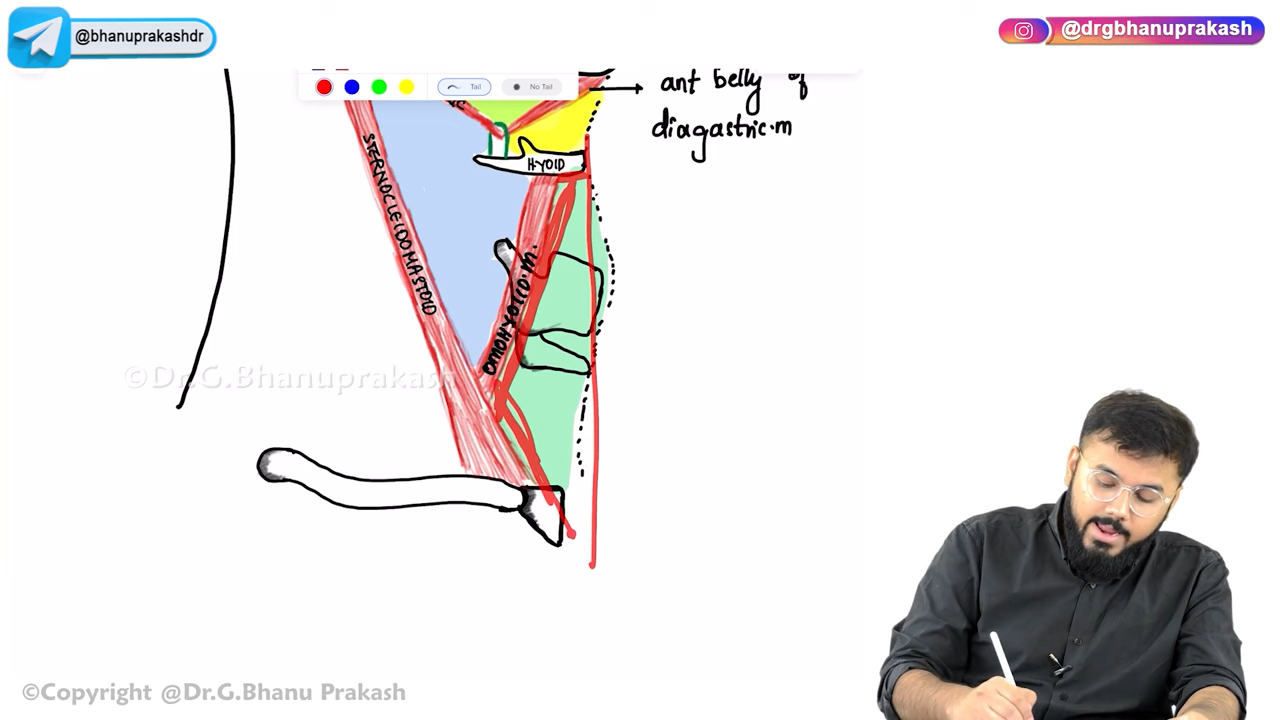 @bhanuprakashdr
@drgbhanuprakash
Tail
No Tail
ant belly of
diagastric.m
HYOID
STERNOCLEIDOMASTOID
OMOHYOID.m.
©Dr.G.Bhanuprakash
©Copyright @Dr.G.Bhanu Prakash